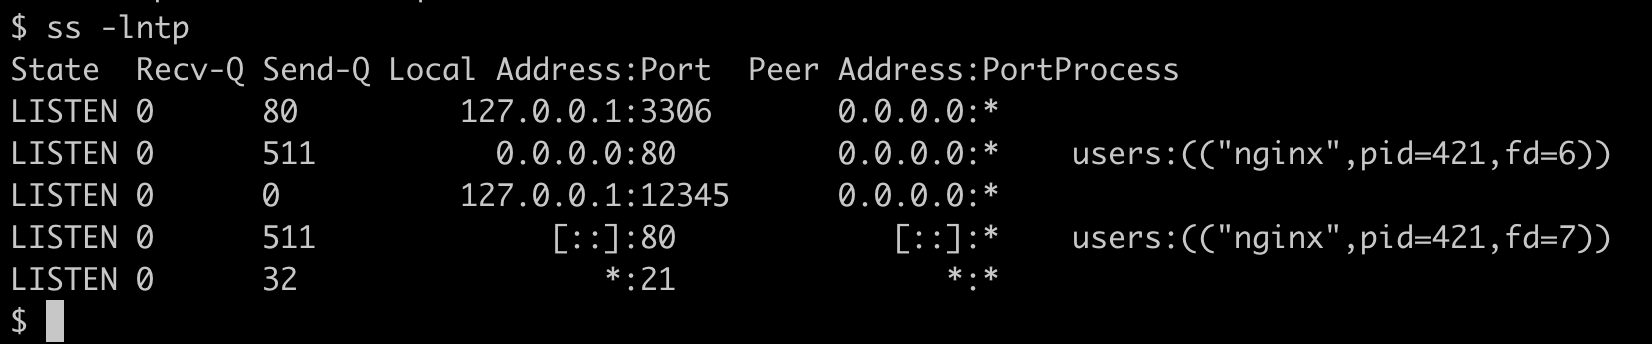 $ ss -lntp
State  Recv-Q Send-Q Local Address:Port  Peer Address:PortProcess
LISTEN 0      80         127.0.0.1:3306       0.0.0.0:*
LISTEN 0      511          0.0.0.0:80         0.0.0.0:*    users:(("nginx",pid=421,fd=6))
LISTEN 0      0          127.0.0.1:12345      0.0.0.0:*
LISTEN 0      511             [::]:80            [::]:*    users:(("nginx",pid=421,fd=7))
LISTEN 0      32                 *:21               *:*
$